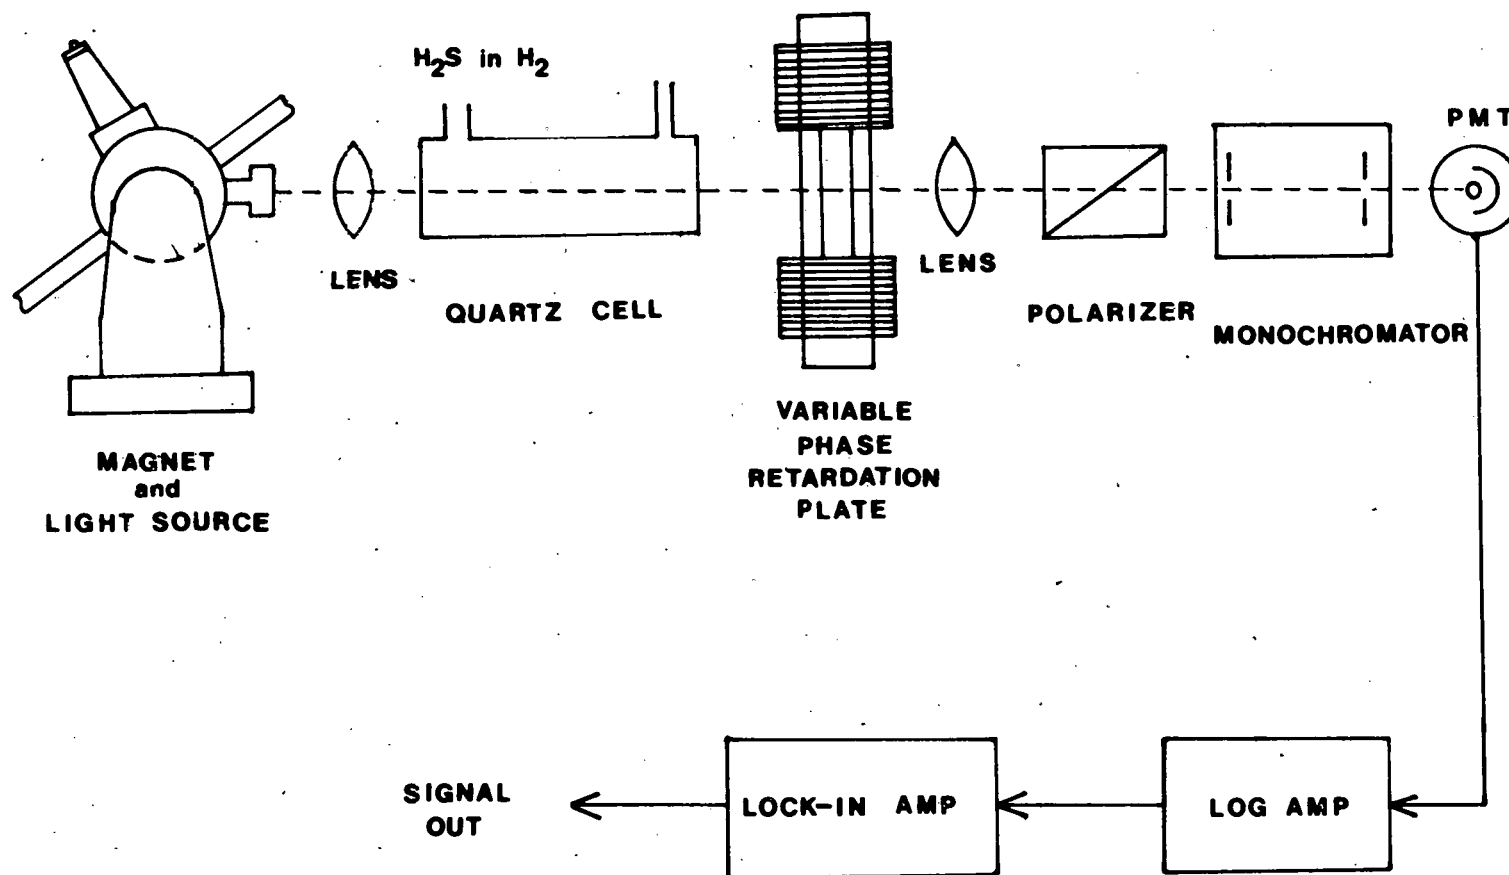 H₂S in H₂
PMT
LENS
LENS
QUARTZ CELL
POLARIZER
MONOCHROMATOR
VARIABLE
PHASE
RETARDATION
PLATE
MAGNET
and
LIGHT SOURCE
SIGNAL
OUT
LOCK-IN AMP
LOG AMP